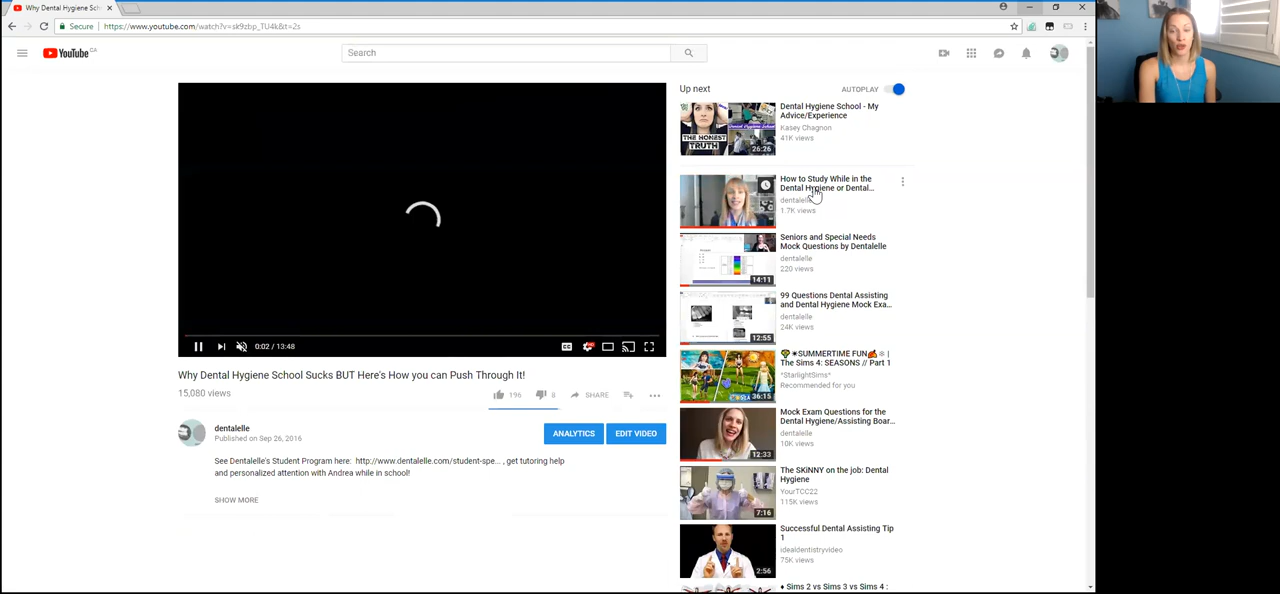 Why Dental Hygiene Sch
Secure
https://www.youtube.com/watch?v=sk9zbp_TU4k&t=2s
YouTube CA
Search
Up next
AUTOPLAY
THE HONEST
TRUTH
Dental Hygiene School
26:26
Dental Hygiene School - My
Advice/Experience
Kasey Chagnon
41K views
How to Study While in the
Dental Hygiene or Dental...
dentalelle
1.7K views
Seniors and Special Needs
Mock Questions by Dentalelle
dentalelle
220 views
14:11
99 Questions Dental Assisting
and Dental Hygiene Mock Exa...
dentalelle
24K views
12:55
🌳☀SUMMERTIME FUN🍎☀ |
The Sims 4: SEASONS // Part 1
*StarlightSims*
Recommended for you
36:15
Mock Exam Questions for the
Dental Hygiene/Assisting Boar...
dentalelle
10K views
12:33
The SKiNNY on the job: Dental
Hygiene
YourTCC22
115K views
7:16
Successful Dental Assisting Tip
1
idealdentistryvideo
75K views
2:56
♦ Sims 2 vs Sims 3 vs Sims 4 :
0:02 / 13:48
Why Dental Hygiene School Sucks BUT Here's How you can Push Through It!
15,080 views
196
8
SHARE
dentalelle
Published on Sep 26, 2016
ANALYTICS
EDIT VIDEO
See Dentalelle's Student Program here: http://www.dentalelle.com/student-spe... , get tutoring help
and personalized attention with Andrea while in school!
SHOW MORE